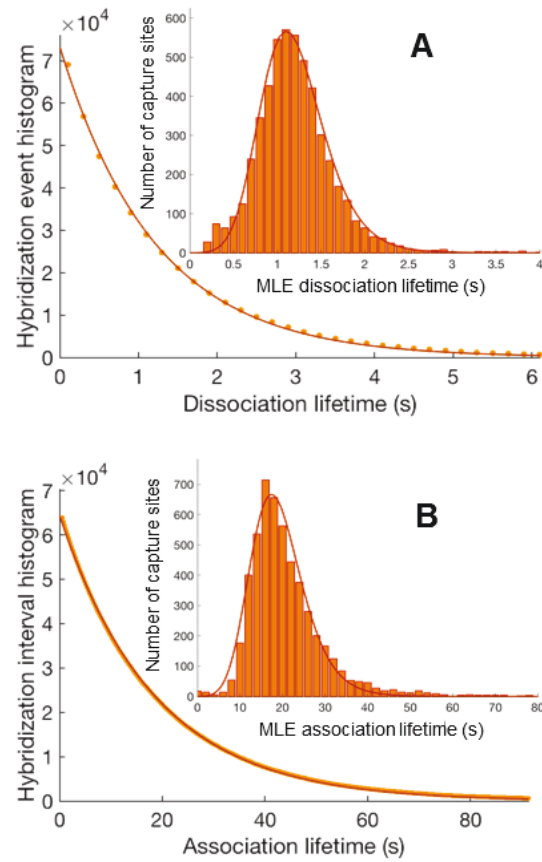 A
Hybridization event histogram
×10⁴
7
6
5
4
3
2
1
0
0 1 2 3 4 5 6
Dissociation lifetime (s)
Number of capture sites
600
500
400
300
200
100
0
0 0.5 1 1.5 2 2.5 3 3.5 4
MLE dissociation lifetime (s)
B
Hybridization interval histogram
×10⁴
7
6
5
4
3
2
1
0
0 20 40 60 80
Association lifetime (s)
Number of capture sites
700
600
500
400
300
200
100
0
0 10 20 30 40 50 60 70 80
MLE association lifetime (s)